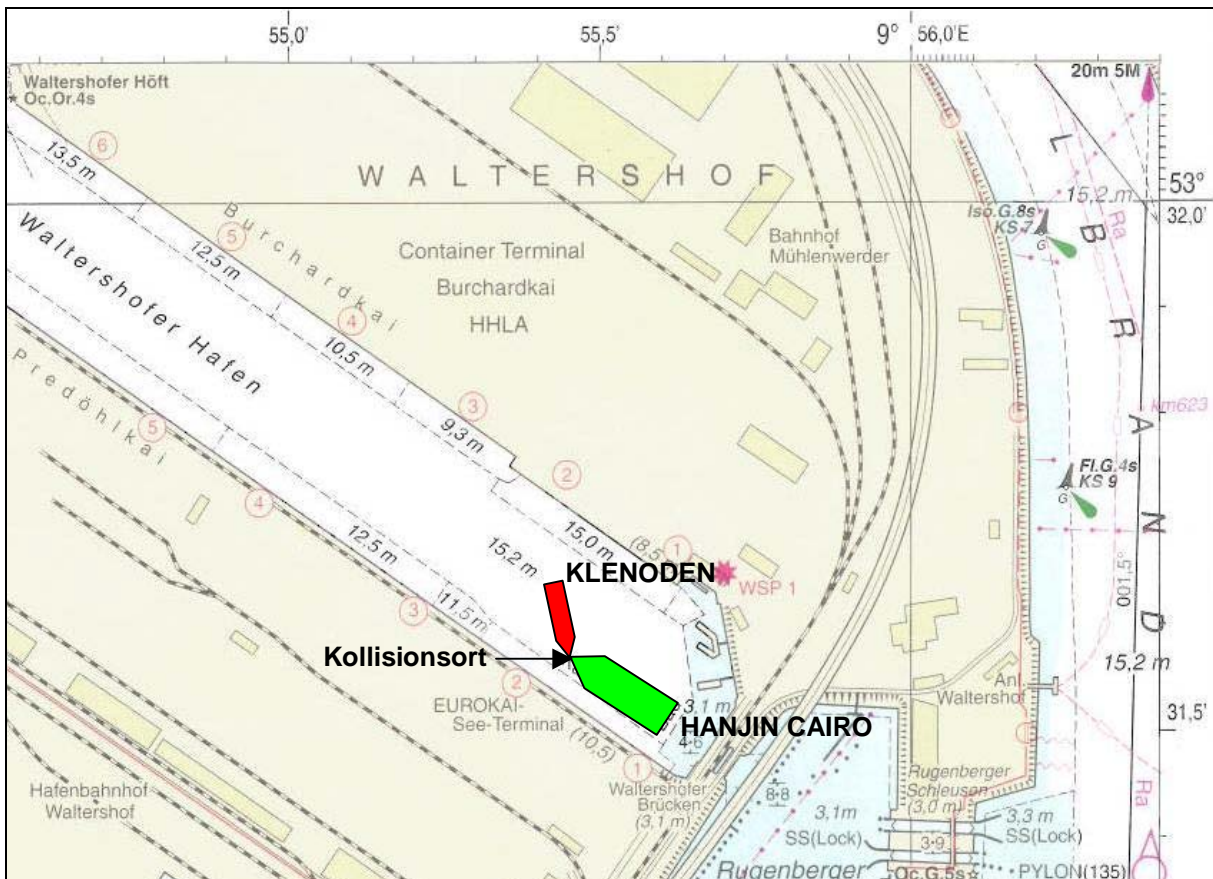 55,0'
55,5'
9°
56,0'E
Waltershofer Höft
Oc.Or.4s
20m 5M
6
13,5 m
WALTERSHOF
53°
32,0'
15,2 m
Iso.G.8s
KS 7
G
Ra
Burchardkai
5
12,5 m
Container Terminal
Burchardkai
HHLA
Bahnhof
Mühlenwerder
Waltershofer Hafen
4
10,5 m
Predöhlkai
3
9,3 m
km623
5
2
Fl.G.4s
KS 9
G
KÖHLBRAND
4
15,0 m
1
12,5 m
15,2 m
KLENODEN
WSP 1
001,5°
3
11,5 m
Kollisionsort
15,2 m
2
Anl.
Waltershof
EUROKAI-
See-Terminal
(10,5)
3,1 m
4·6
HANJIN CAIRO
31,5'
1
Hafenbahnhof
Waltershof
Waltershofer
Brücken
(3,1 m)
8·8
Rugenberger
Schleusen
(3,0 m)
Ra
3,1m
SS(Lock)
3,3 m
SS(Lock)
3·9
Rugenberger
Oc.G.5s
PYLON(135)